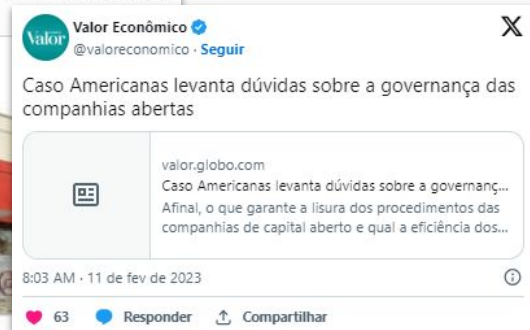 Valor
Valor Econômico
@valoreconomico · Seguir
Caso Americanas levanta dúvidas sobre a governança das
companhias abertas
valor.globo.com
Caso Americanas levanta dúvidas sobre a governanç...
Afinal, o que garante a lisura dos procedimentos das
companhias de capital aberto e qual a eficiência dos...
8:03 AM · 11 de fev de 2023
63 Responder Compartilhar